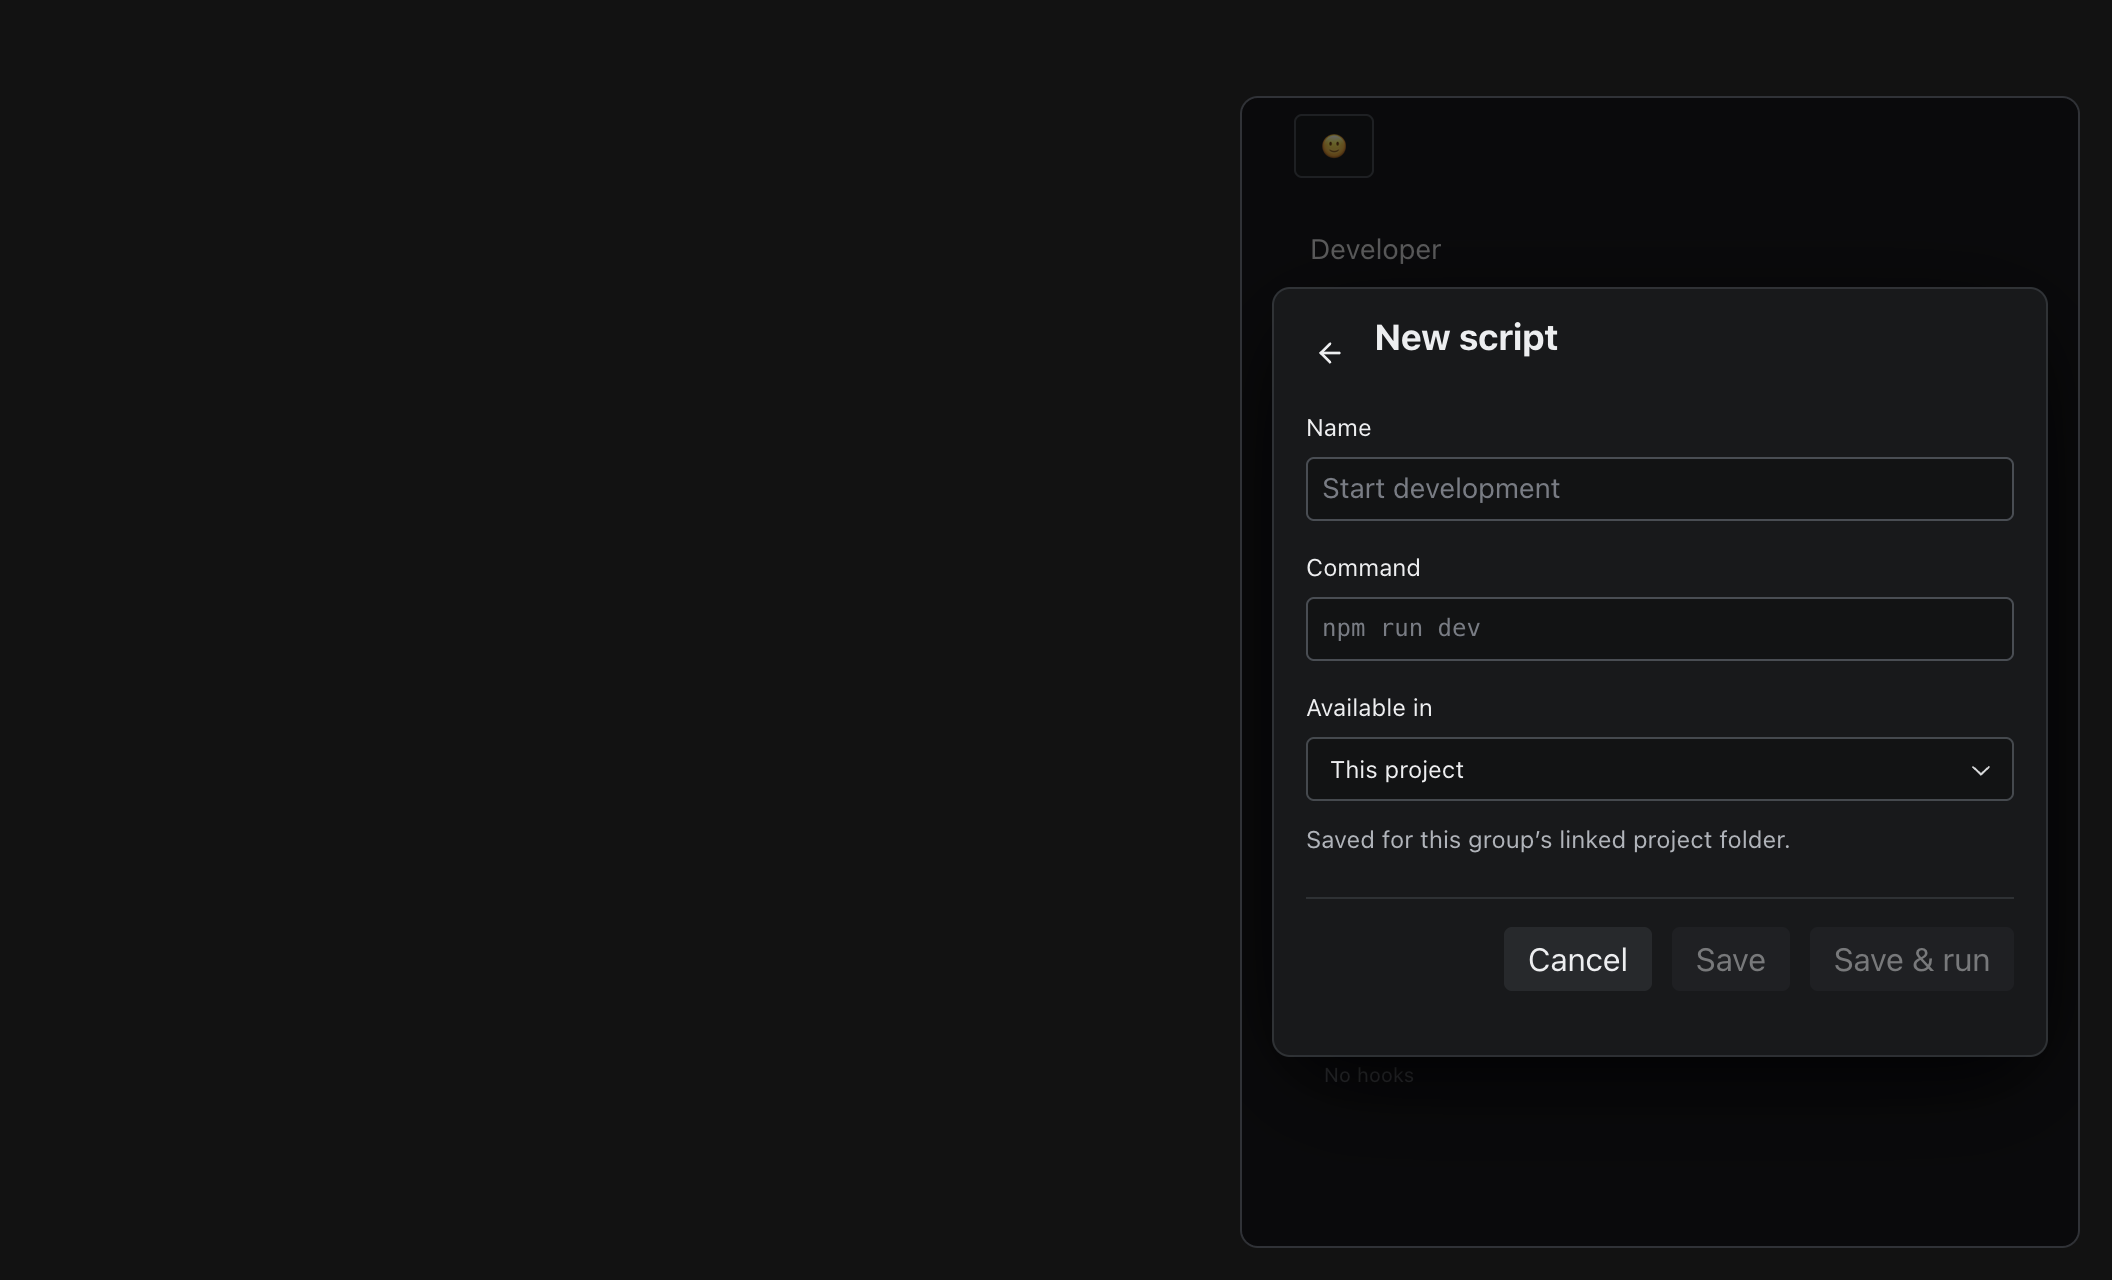 Developer
New script
Name
Start development
Command
npm run dev
Available in
This project
Saved for this group’s linked project folder.
Cancel
Save
Save & run
No hooks